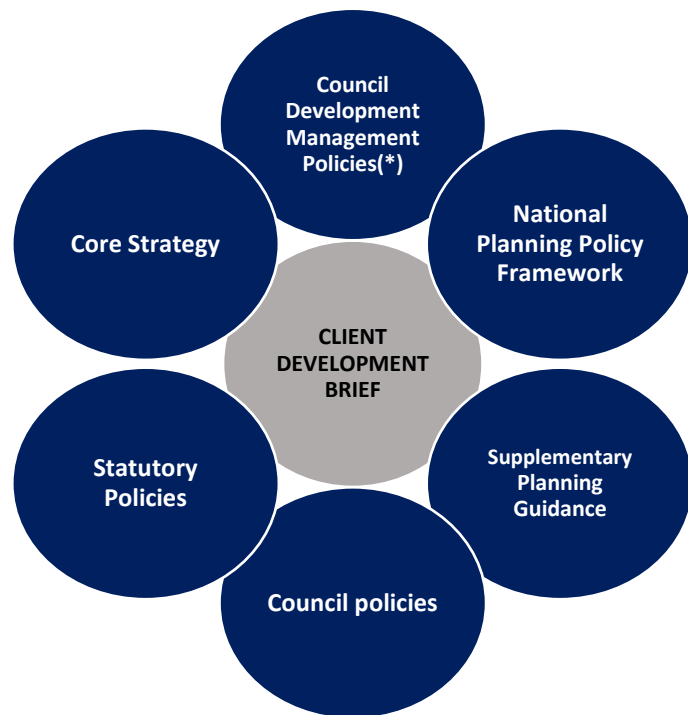 Council
Development
Management
Policies(*)
Core Strategy
National
Planning Policy
Framework
CLIENT
DEVELOPMENT
BRIEF
Statutory
Policies
Supplementary
Planning
Guidance
Council policies